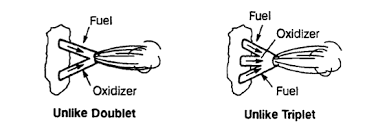 Fuel
Oxidizer
Unlike Doublet
Fuel
Oxidizer
Fuel
Unlike Triplet